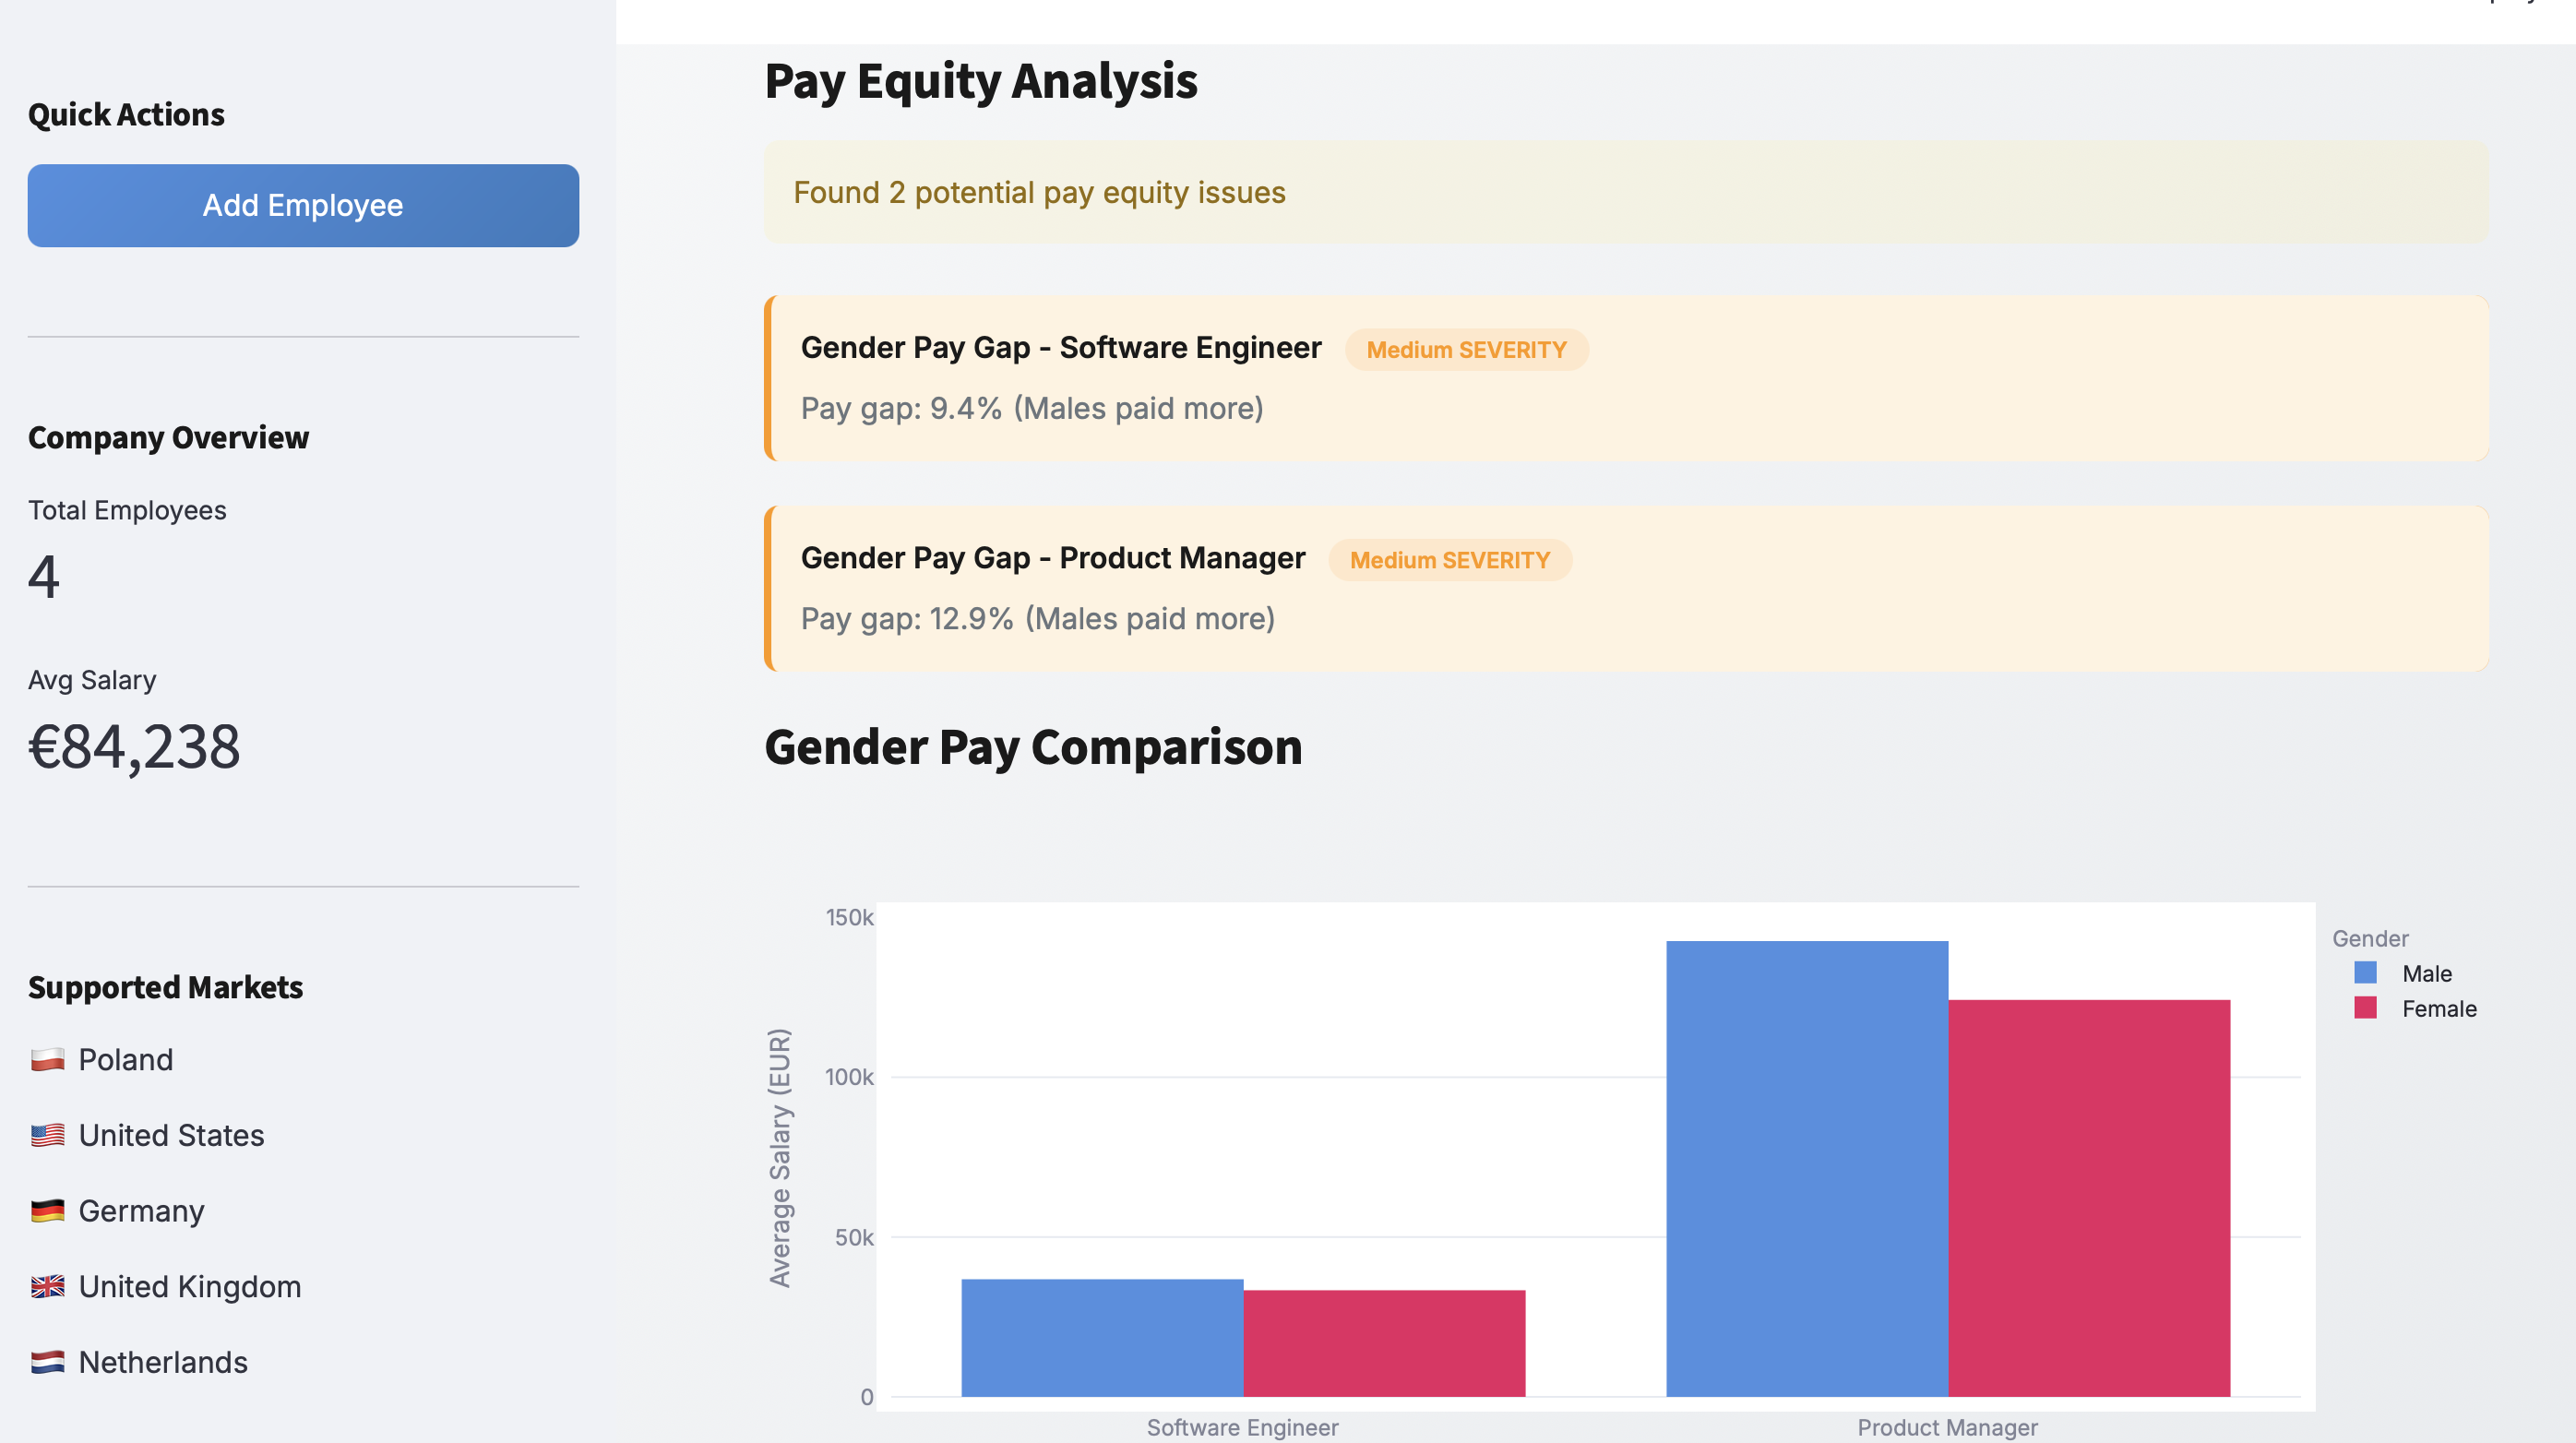 Quick Actions
Add Employee
Company Overview
Total Employees
4
Avg Salary
€84,238
Supported Markets
Poland
United States
Germany
United Kingdom
Netherlands
Pay Equity Analysis
Found 2 potential pay equity issues
Gender Pay Gap - Software Engineer Medium SEVERITY
Pay gap: 9.4% (Males paid more)
Gender Pay Gap - Product Manager Medium SEVERITY
Pay gap: 12.9% (Males paid more)
Gender Pay Comparison
150k
100k
50k
0
Average Salary (EUR)
Software Engineer
Product Manager
Gender
Male
Female